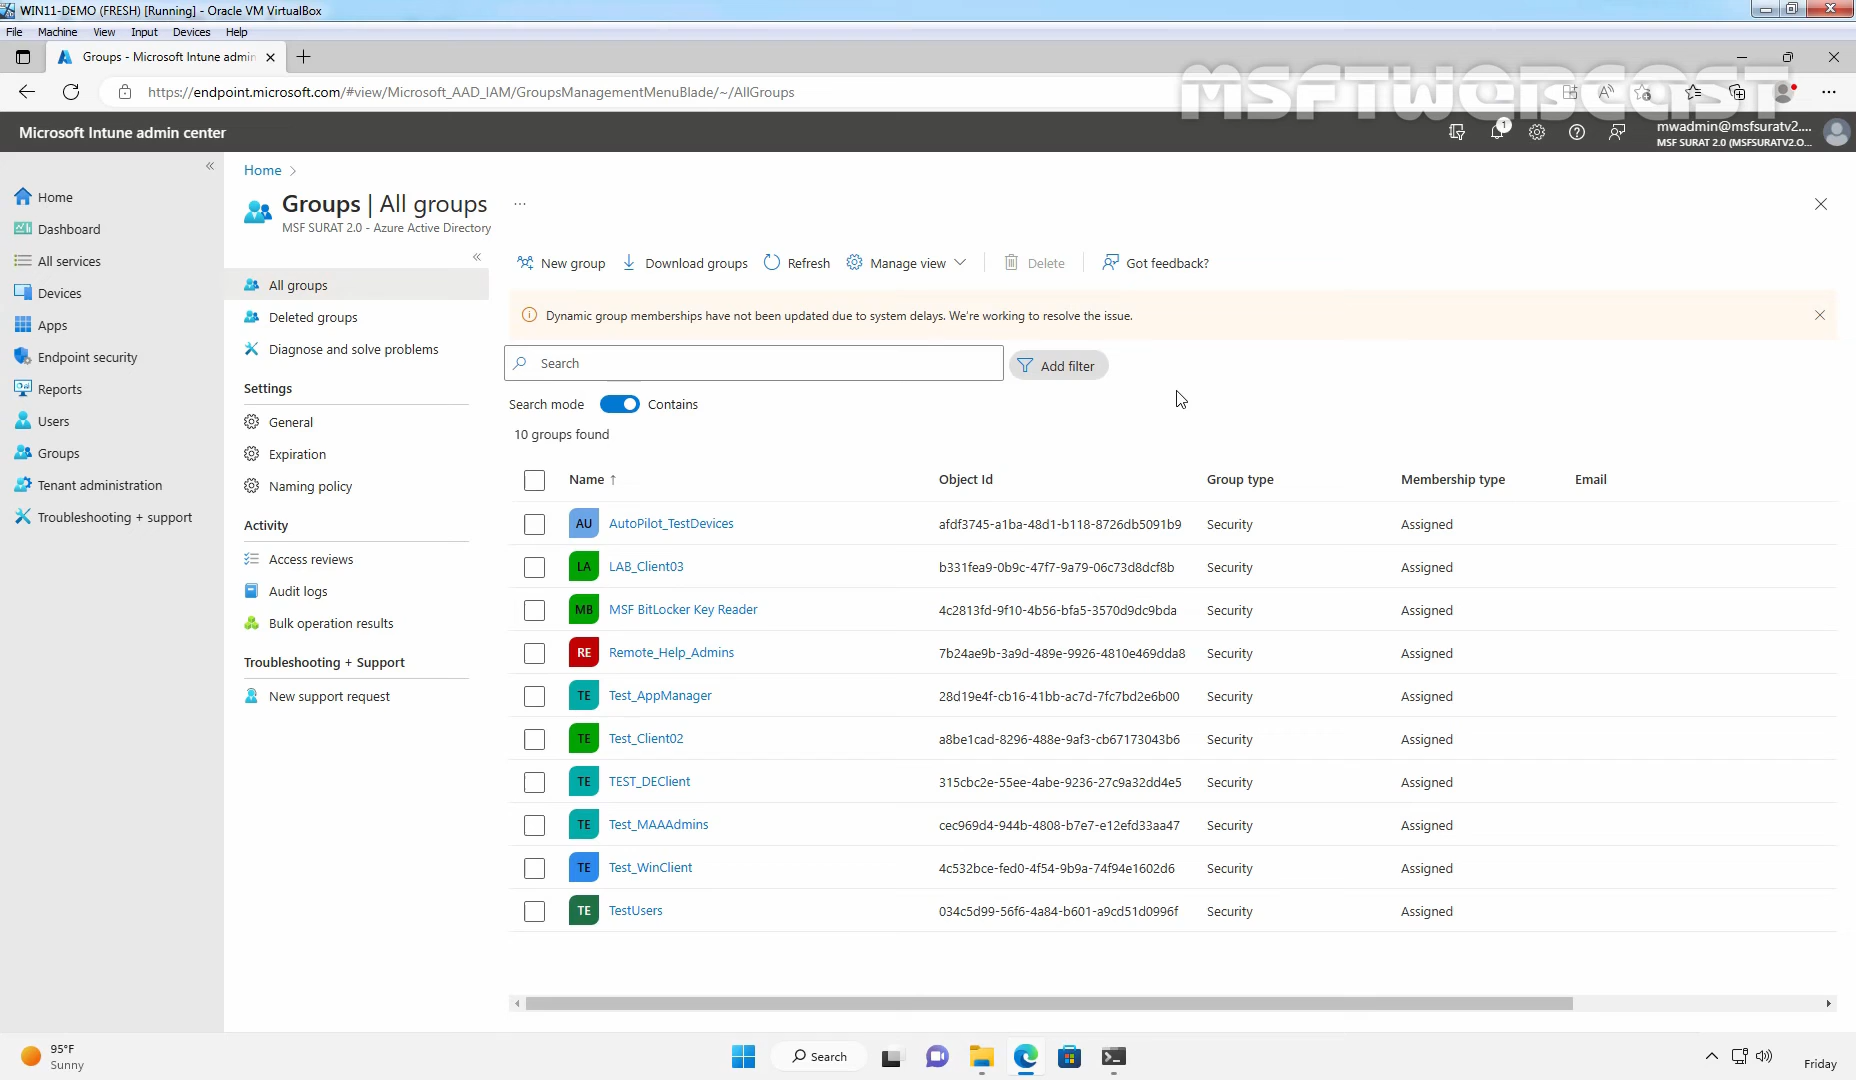 WIN11-DEMO (FRESH) [Running] - Oracle VM VirtualBox
File Machine View Input Devices Help
Groups - Microsoft Intune admin
https://endpoint.microsoft.com/#view/Microsoft_AAD_IAM/GroupsManagementMenuBlade/~/AllGroups
MSFTWEBCAST
Microsoft Intune admin center
1
mwadmin@msfsuratv2....
MSF SURAT 2.0 (MSFSURATV2.O...
Home
Dashboard
All services
Devices
Apps
Endpoint security
Reports
Users
Groups
Tenant administration
Troubleshooting + support
Home >
Groups | All groups ...
MSF SURAT 2.0 - Azure Active Directory
All groups
Deleted groups
Diagnose and solve problems
Settings
General
Expiration
Naming policy
Activity
Access reviews
Audit logs
Bulk operation results
Troubleshooting + Support
New support request
New group Download groups Refresh Manage view Delete Got feedback?
Dynamic group memberships have not been updated due to system delays. We're working to resolve the issue.
Search Add filter
Search mode Contains
10 groups found
Name ↑ Object Id Group type Membership type Email
AU AutoPilot_TestDevices afdf3745-a1ba-48d1-b118-8726db5091b9 Security Assigned
LA LAB_Client03 b331fea9-0b9c-47f7-9a79-06c73d8dcf8b Security Assigned
MB MSF BitLocker Key Reader 4c2813fd-9f10-4b56-bfa5-3570d9dc9bda Security Assigned
RE Remote_Help_Admins 7b24ae9b-3a9d-489e-9926-4810e469dda8 Security Assigned
TE Test_AppManager 28d19e4f-cb16-41bb-ac7d-7fc7bd2e6b00 Security Assigned
TE Test_Client02 a8be1cad-8296-488e-9af3-cb67173043b6 Security Assigned
TE TEST_DEClient 315cbc2e-55ee-4abe-9236-27c9a32dd4e5 Security Assigned
TE Test_MAAAdmins cec969d4-944b-4808-b7e7-e12efd33aa47 Security Assigned
TE Test_WinClient 4c532bce-fed0-4f54-9b9a-74f94e1602d6 Security Assigned
TE TestUsers 034c5d99-56f6-4a84-b601-a9cd51d0996f Security Assigned
95°F
Sunny
Search
Friday